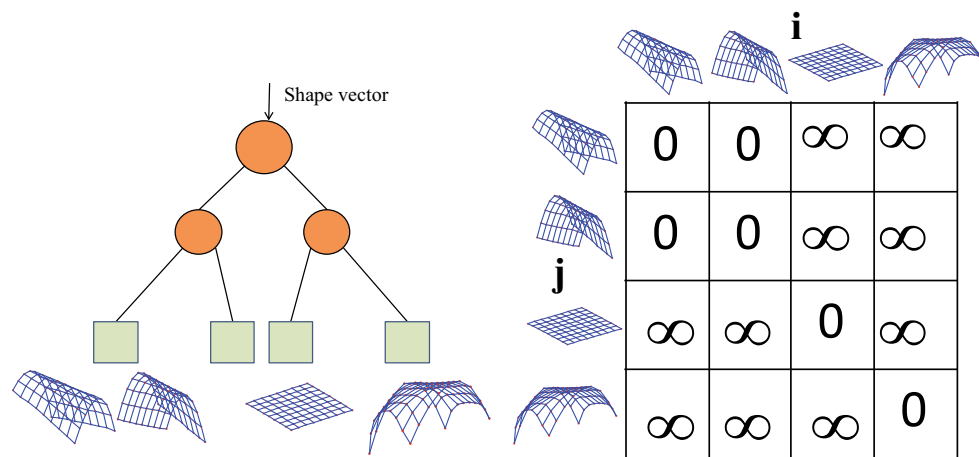 i
Shape vector
0 0 ∞ ∞
0 0 ∞ ∞
j
∞ ∞ 0 ∞
∞ ∞ ∞ 0